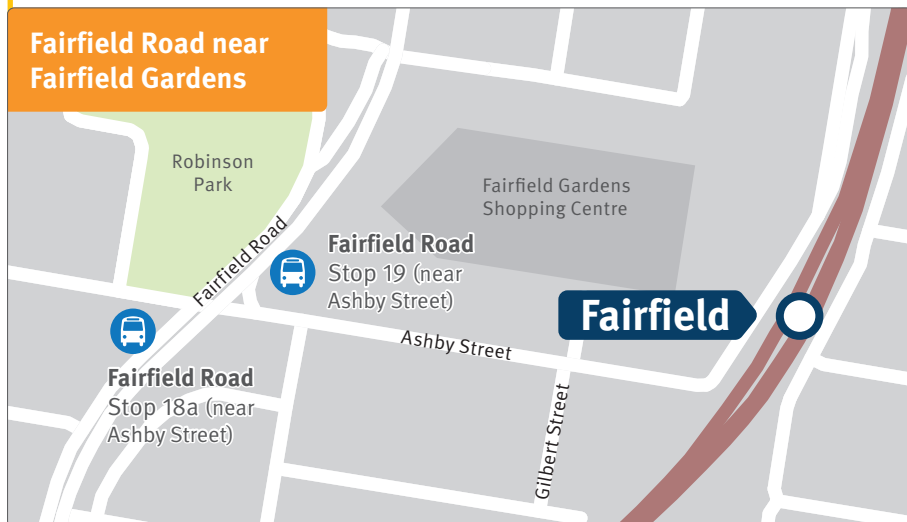 Fairfield Road near
Fairfield Gardens
Robinson
Park
Fairfield Gardens
Shopping Centre
Fairfield Road
Fairfield Road
Stop 19 (near
Ashby Street)
Fairfield
Ashby Street
Fairfield Road
Stop 18a (near
Ashby Street)
Gilbert Street